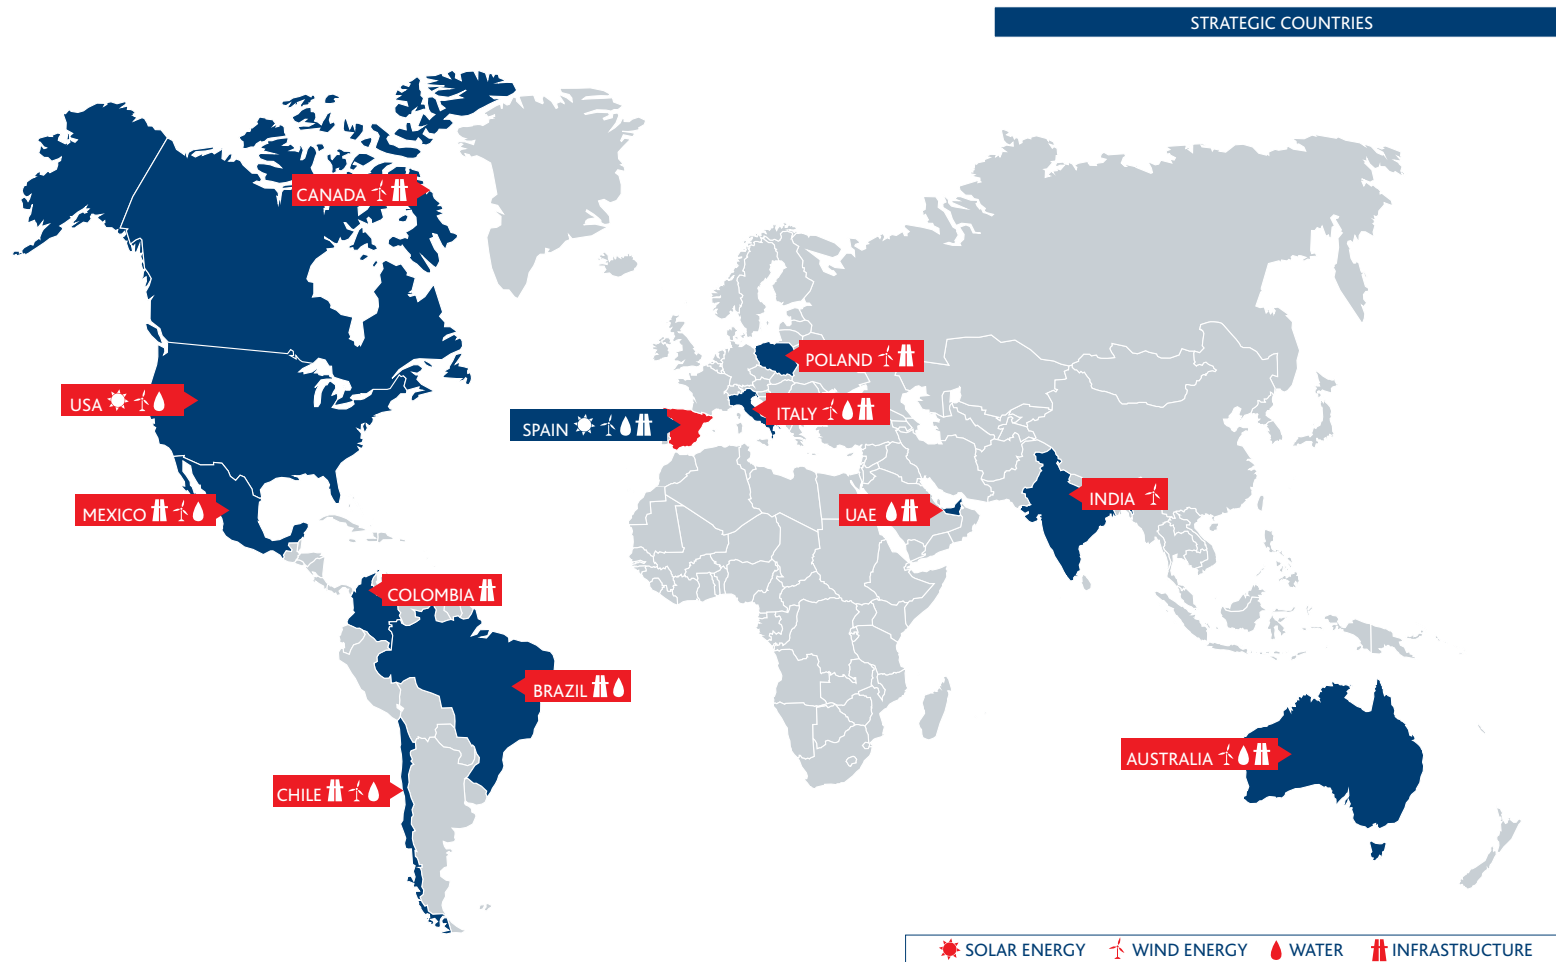 STRATEGIC COUNTRIES
CANADA
POLAND
USA
ITALY
SPAIN
INDIA
MEXICO
UAE
COLOMBIA
BRAZIL
AUSTRALIA
CHILE
SOLAR ENERGY WIND ENERGY WATER INFRASTRUCTURE